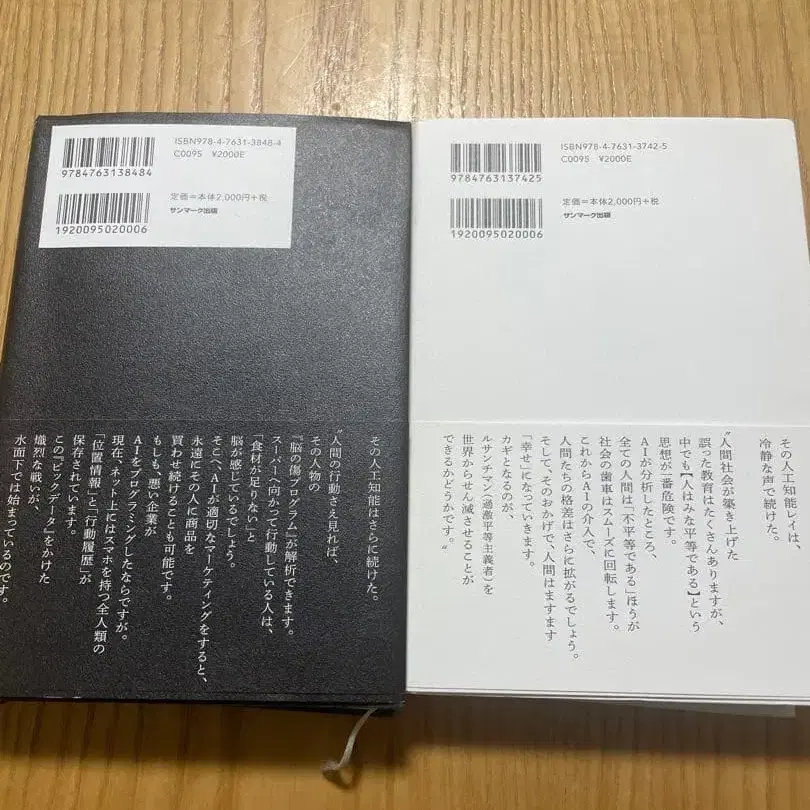 ISBN978-4-7631-3848-4
C0095 ¥2000E
9784763138484
定価=本体2,000円+税
サンマーク出版
1920095020006
その人工知能はさらに続けた。
〝人間の行動さえ見れば、
その人物の
『脳の傷プログラム』が解析できます。
スーパーへ向かって行動している人は、
「食材が足りない」と
脳が感じているでしょう。
そこへ、AIが適切なマーケティングをすると、
永遠にその人に商品を
買わせ続けることも可能です。
もしも、悪い企業が
AIをプログラミングしたならですが。
現在、ネット上にはスマホを持つ全人類の
「位置情報」と「行動履歴」が
保存されています。
この『ビックデータ』をかけた
熾烈な戦いが、
水面下では始まっているのです。
ISBN978-4-7631-3742-5
C0095 ¥2000E
9784763137425
定価=本体2,000円+税
サンマーク出版
1920095020006
その人工知能レイは、
冷静な声で続けた。
〝人間社会が築き上げた
誤った教育はたくさんありますが、
中でも【人はみな平等である】という
思想が一番危険です。
AIが分析したところ、
全ての人間は「不平等である」ほうが
社会の歯車はスムーズに回転します。
これからAIの介入で、
人間たちの格差はさらに拡がるでしょう。
そして、そのおかげで、人間はますます
「幸せ」になっていきます。
カギとなるのが、
ルサンチマン(過激平等主義者)を
世界からせん滅させることが
できるかどうかです。〟